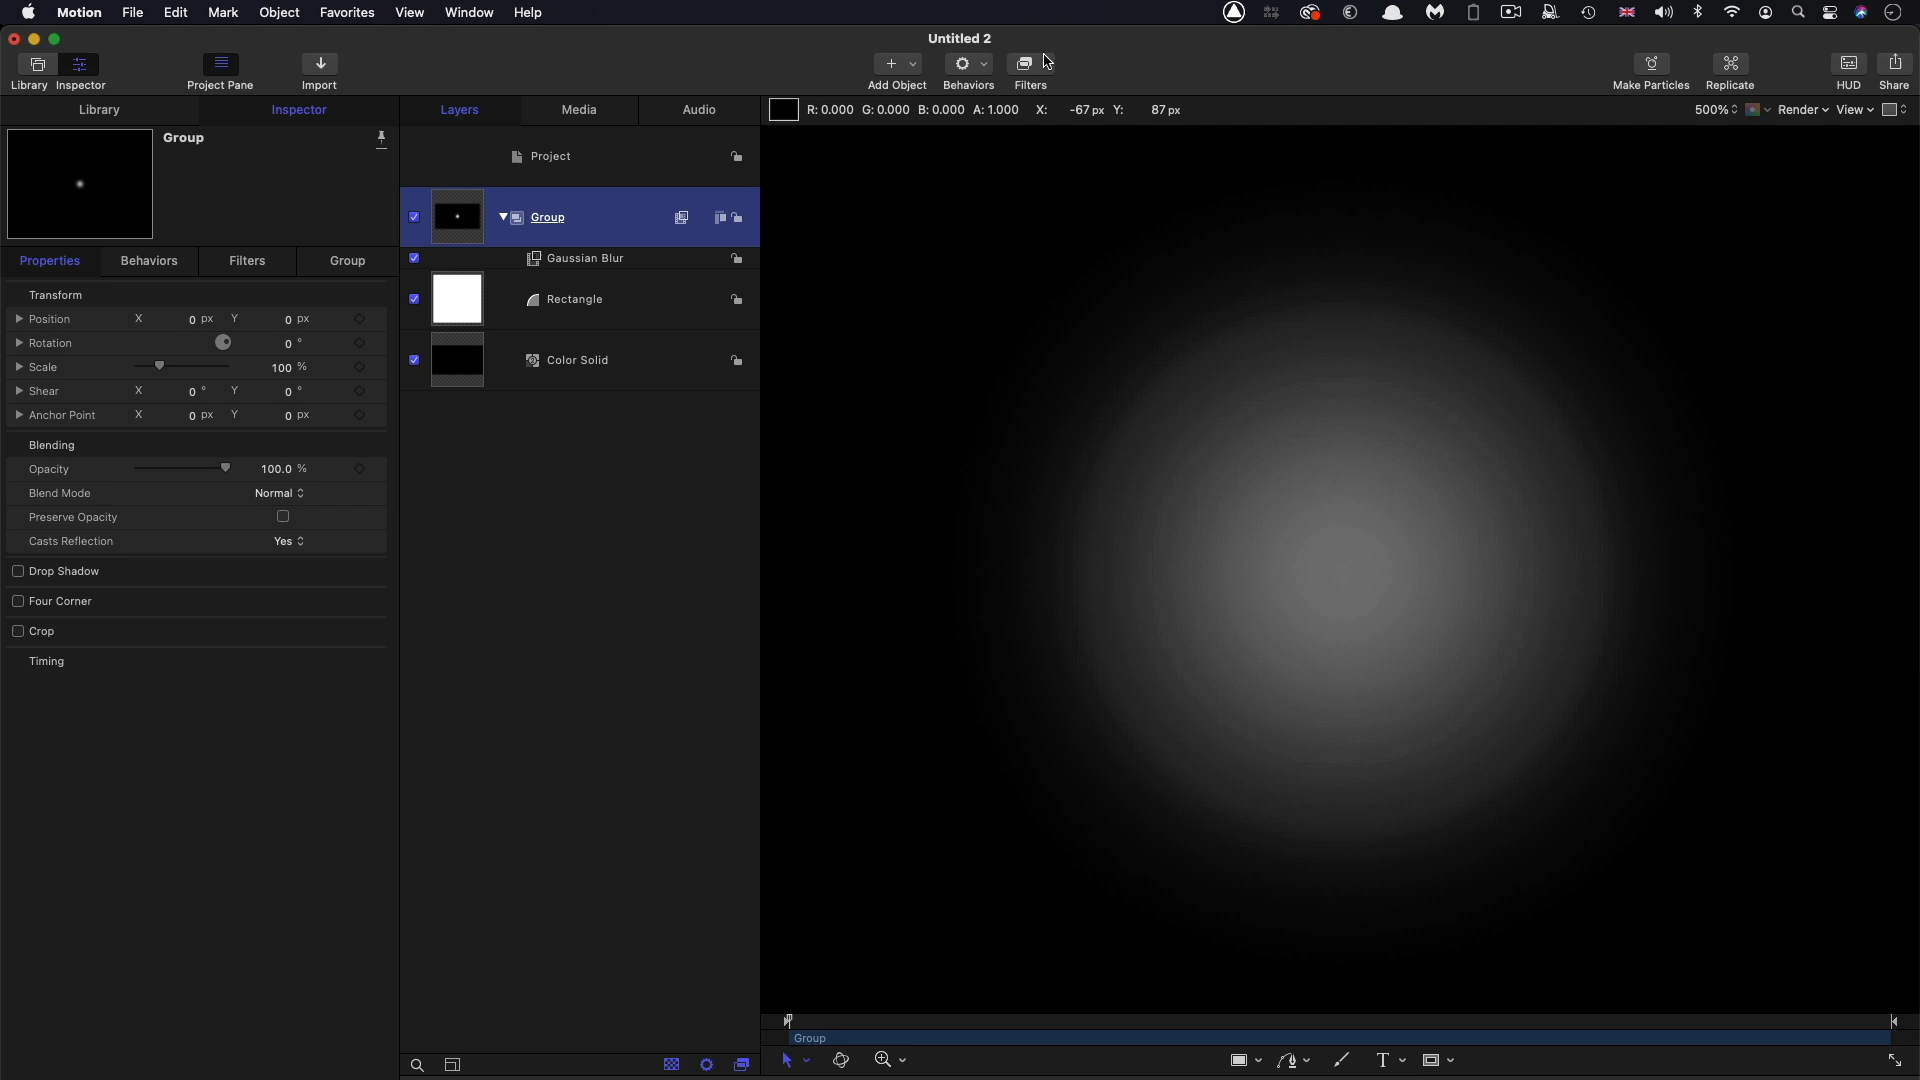 Motion File Edit Mark Object Favorites View Window Help
Untitled 2
Library Inspector Project Pane Import Add Object Behaviors Filters Make Particles Replicate HUD Share
Library Inspector Layers Media Audio R: 0.000 G: 0.000 B: 0.000 A: 1.000 X: -67 px Y: 87 px 500% Render View
Group
Project
Group
Properties Behaviors Filters Group
Gaussian Blur
Rectangle
Color Solid
Transform
Position X 0 px Y 0 px
Rotation 0 °
Scale 100 %
Shear X 0 ° Y 0 °
Anchor Point X 0 px Y 0 px
Blending
Opacity 100.0 %
Blend Mode Normal
Preserve Opacity
Casts Reflection Yes
Drop Shadow
Four Corner
Crop
Timing
Group
T